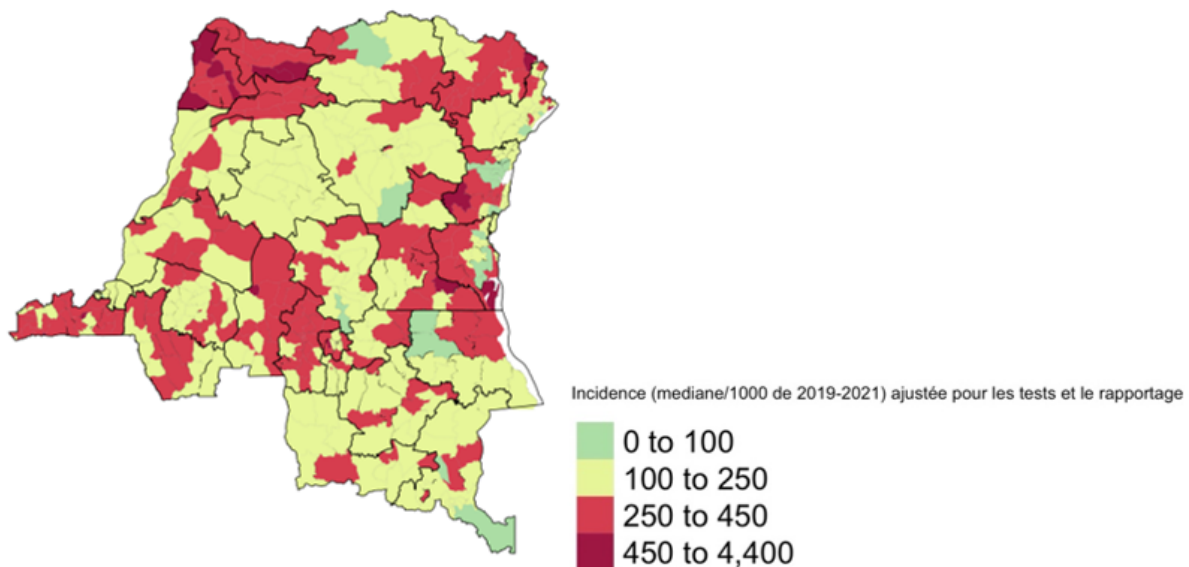 Incidence (mediane/1000 de 2019-2021) ajustée pour les tests et le rapportage
0 to 100
100 to 250
250 to 450
450 to 4,400